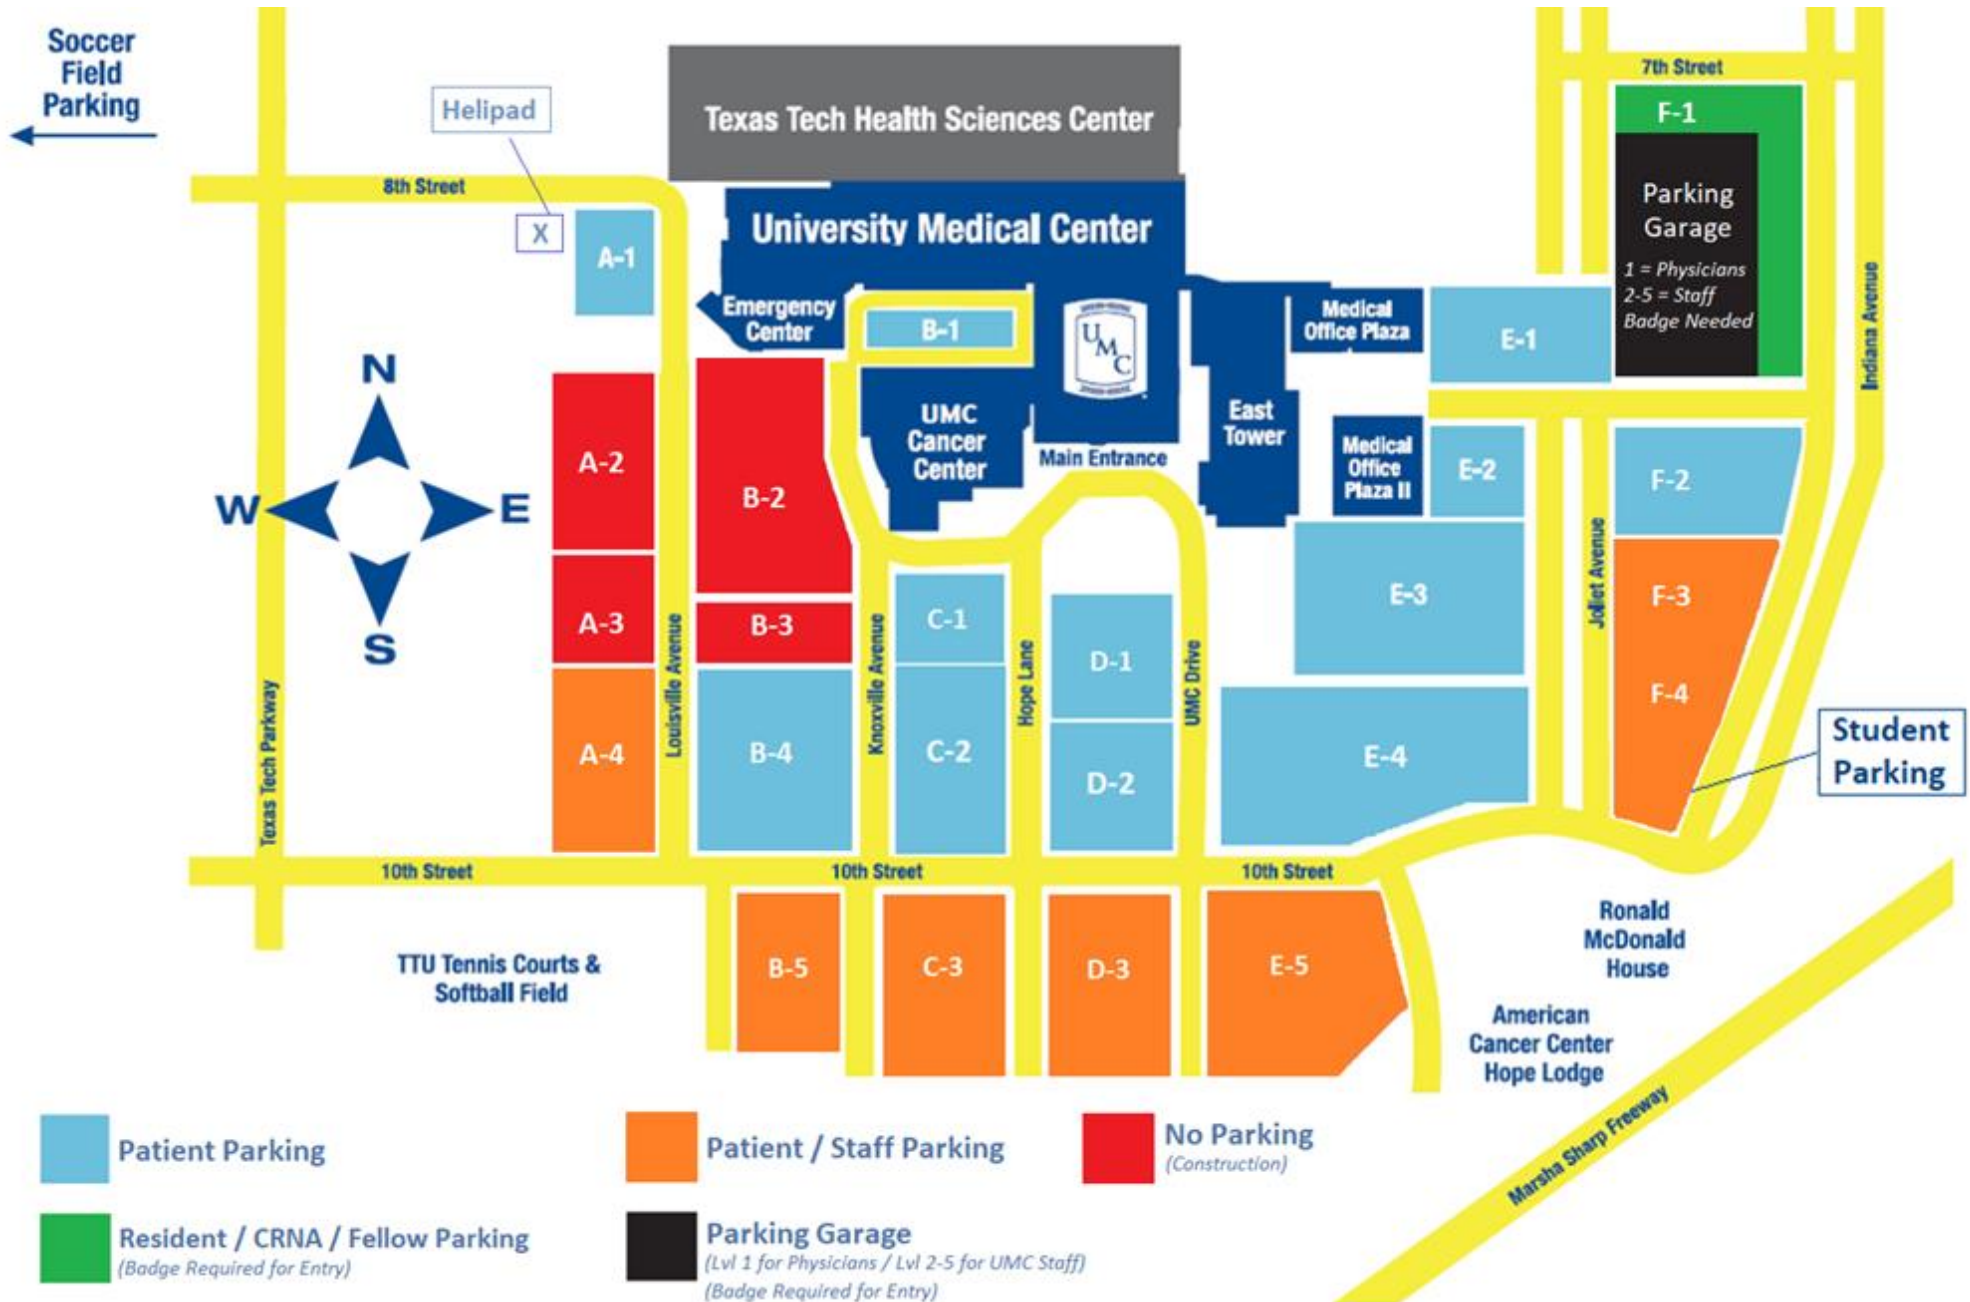 Soccer
Field
Parking
Helipad
X
8th Street
Texas Tech Health Sciences Center
University Medical Center
Emergency
Center
B-1
UMC
Medical
Office Plaza
7th Street
F-1
Parking
Garage
1 = Physicians
2-5 = Staff
Badge Needed
Indiana Avenue
A-1
E-1
N
W
E
S
A-2
B-2
UMC
Cancer
Center
Main Entrance
East
Tower
Medical
Office
Plaza II
E-2
F-2
A-3
B-3
C-1
D-1
E-3
F-3
F-4
Joliet Avenue
Student
Parking
Texas Tech Parkway
A-4
Louisville Avenue
B-4
Knoxville Avenue
C-2
Hope Lane
D-2
UMC Drive
E-4
10th Street
10th Street
10th Street
TTU Tennis Courts &
Softball Field
B-5
C-3
D-3
E-5
Ronald
McDonald
House
American
Cancer Center
Hope Lodge
Marsha Sharp Freeway
Patient Parking
Patient / Staff Parking
No Parking
(Construction)
Resident / CRNA / Fellow Parking
(Badge Required for Entry)
Parking Garage
(Lvl 1 for Physicians / Lvl 2-5 for UMC Staff)
(Badge Required for Entry)